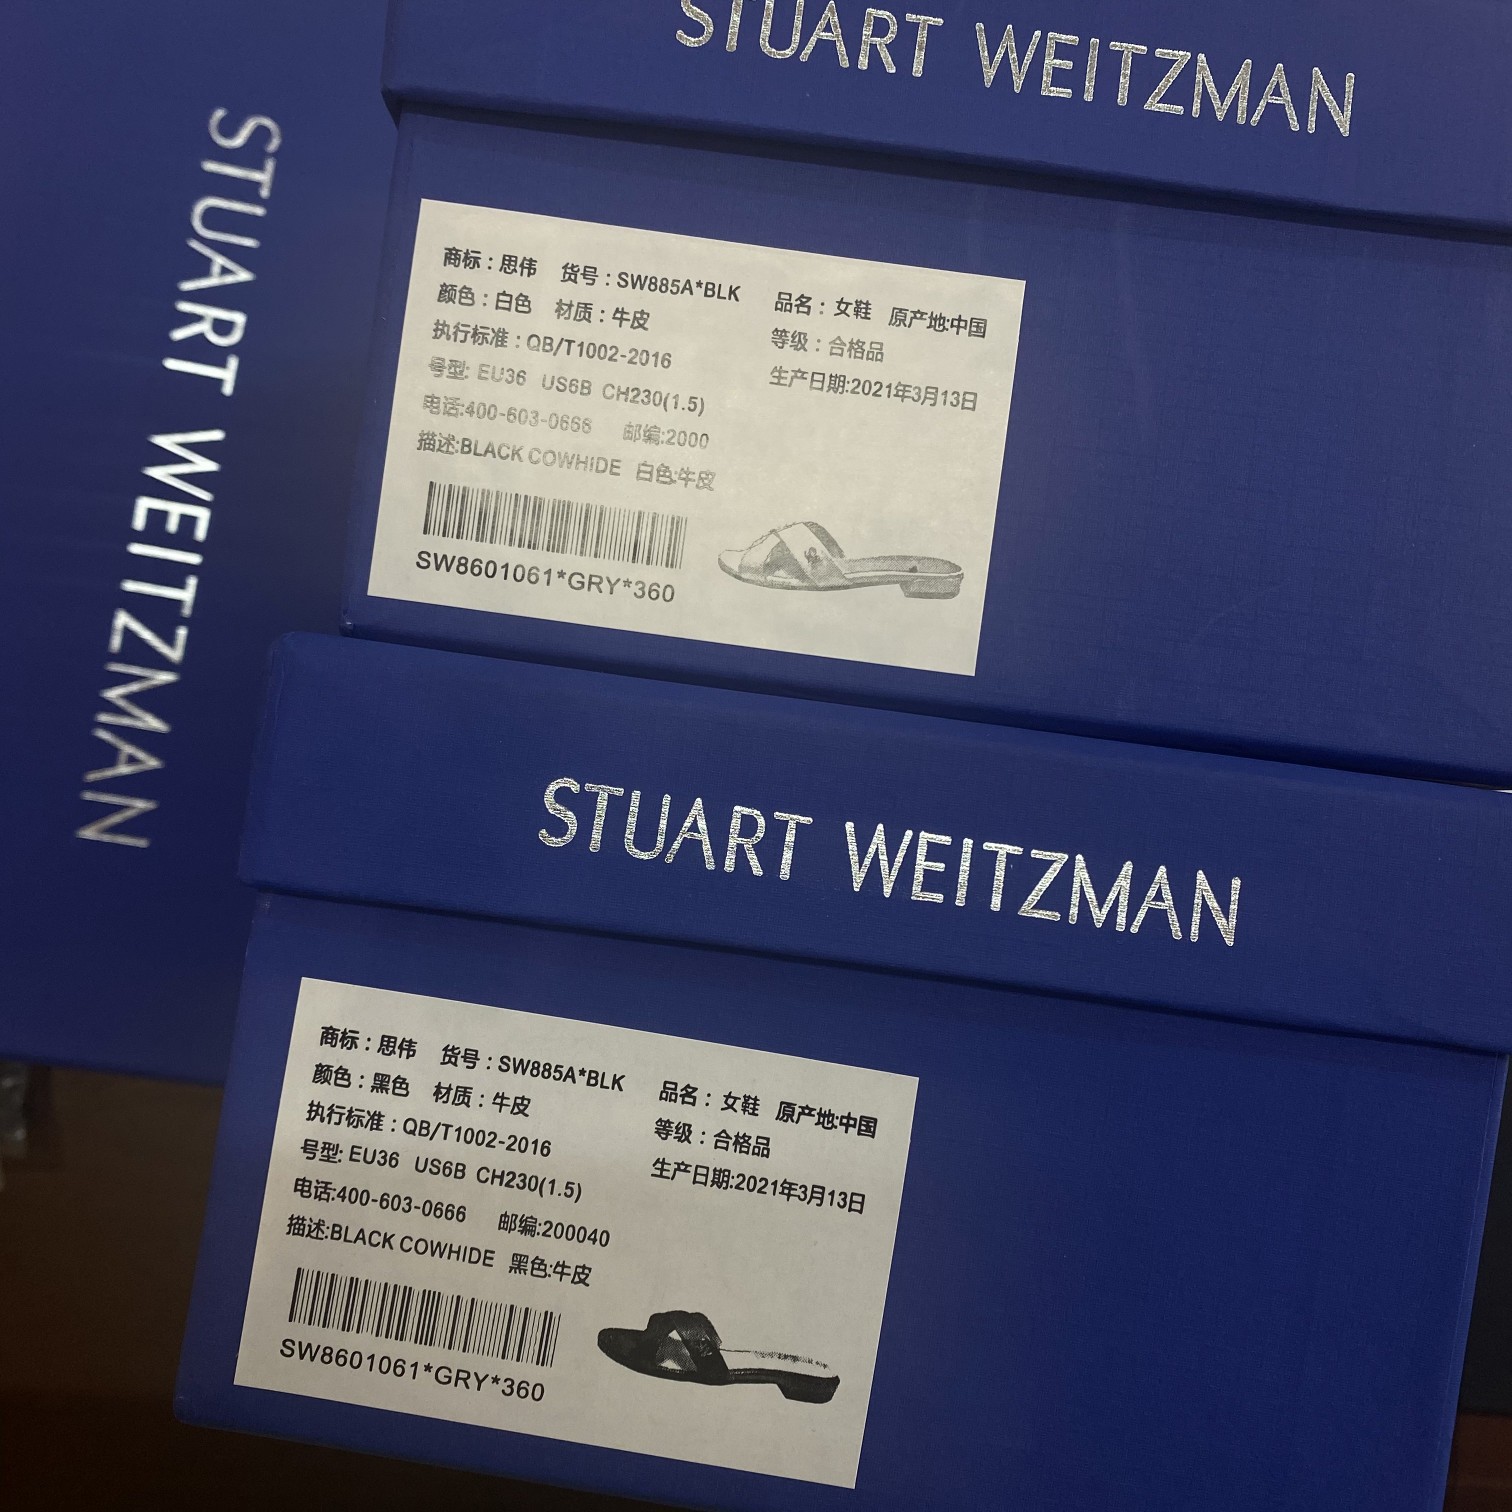 STUART WEITZMAN
STUART WEITZMAN
商标：思伟 货号：SW885A*BLK 品名：女鞋 原产地:中国
颜色：白色 材质：牛皮 等级：合格品
执行标准：QB/T1002-2016 生产日期:2021年3月13日
号型: EU36 US6B CH230(1.5)
电话:400-603-0666 邮编:2000
描述:BLACK COWHIDE 白色:牛皮
SW8601061*GRY*360
STUART WEITZMAN
商标：思伟 货号：SW885A*BLK 品名：女鞋 原产地:中国
颜色：黑色 材质：牛皮 等级：合格品
执行标准：QB/T1002-2016 生产日期:2021年3月13日
号型: EU36 US6B CH230(1.5)
电话:400-603-0666 邮编:200040
描述:BLACK COWHIDE 黑色:牛皮
SW8601061*GRY*360